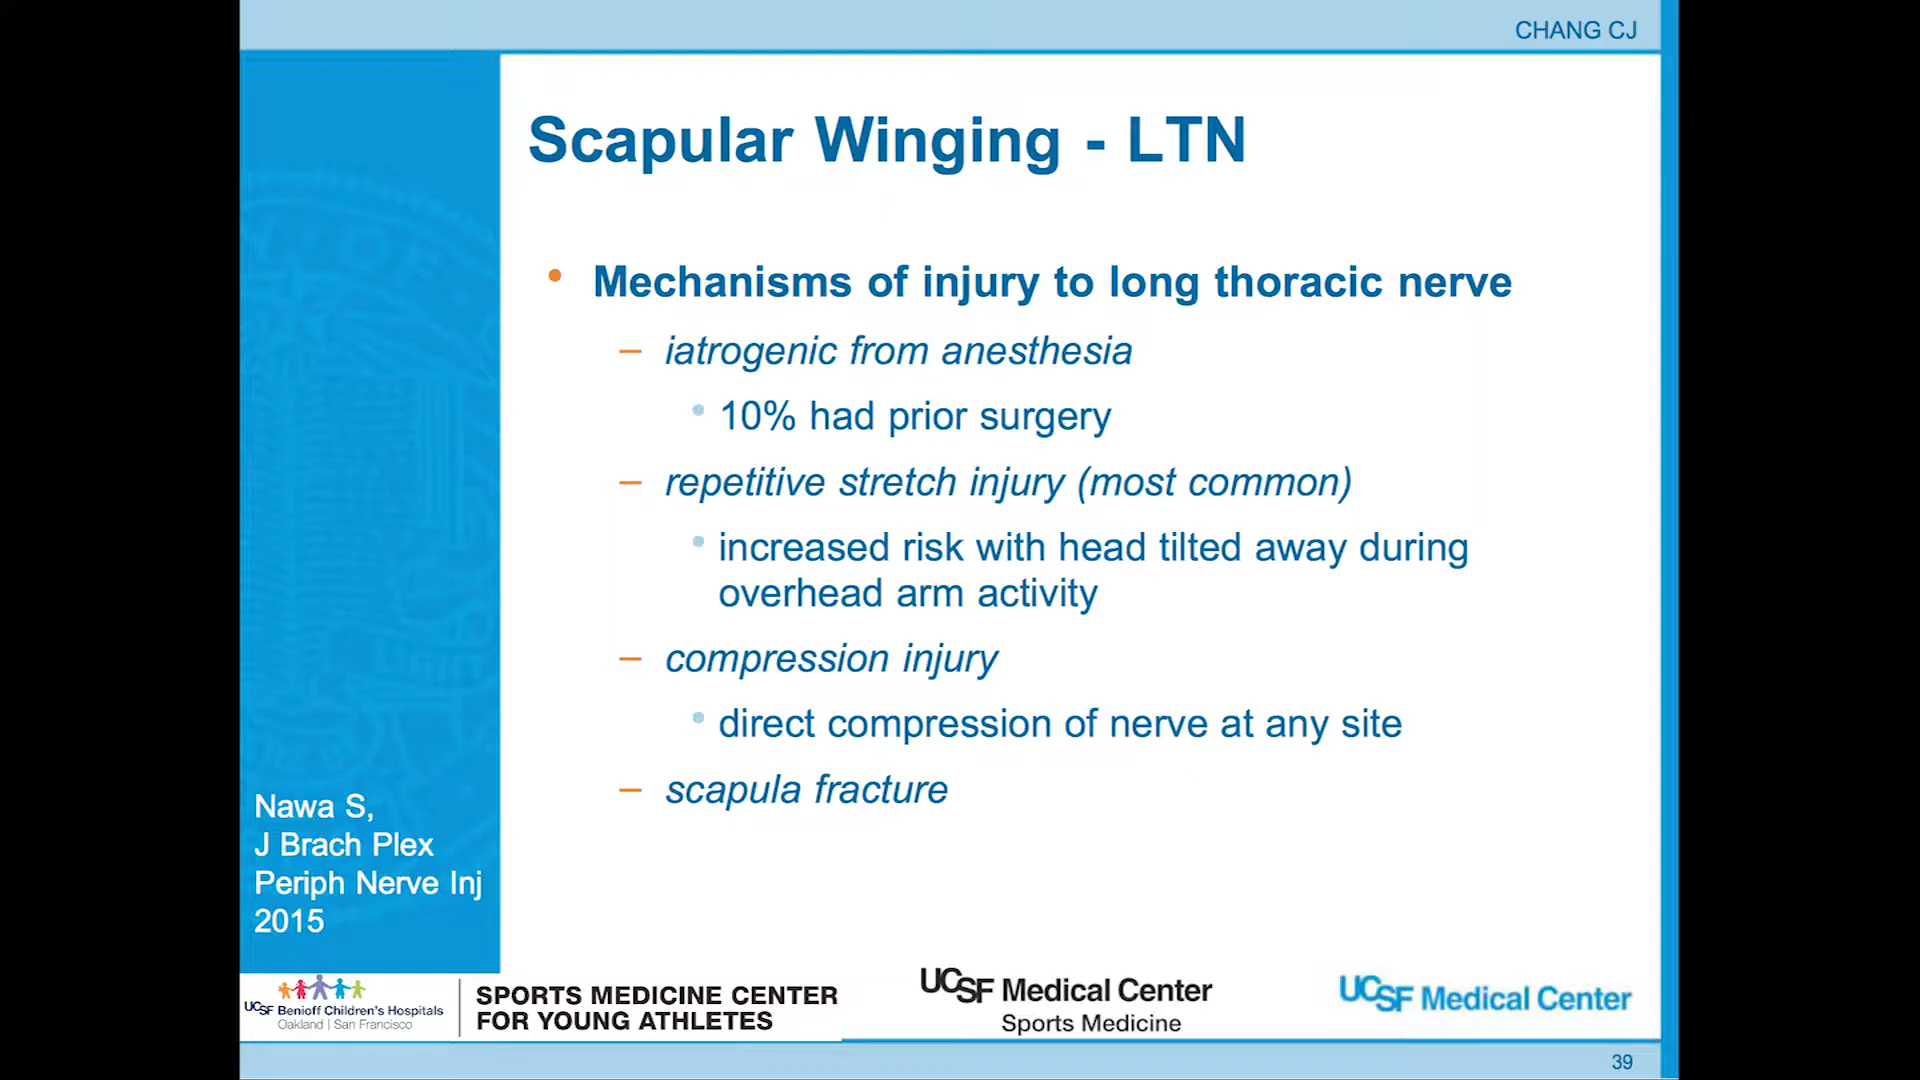 CHANG CJ
Scapular Winging - LTN
• Mechanisms of injury to long thoracic nerve
– iatrogenic from anesthesia
• 10% had prior surgery
– repetitive stretch injury (most common)
• increased risk with head tilted away during
overhead arm activity
– compression injury
• direct compression of nerve at any site
– scapula fracture
Nawa S,
J Brach Plex
Periph Nerve Inj
2015
UCSF Benioff Children's Hospitals
Oakland | San Francisco
SPORTS MEDICINE CENTER
FOR YOUNG ATHLETES
UCSF Medical Center
Sports Medicine
UCSF Medical Center
39